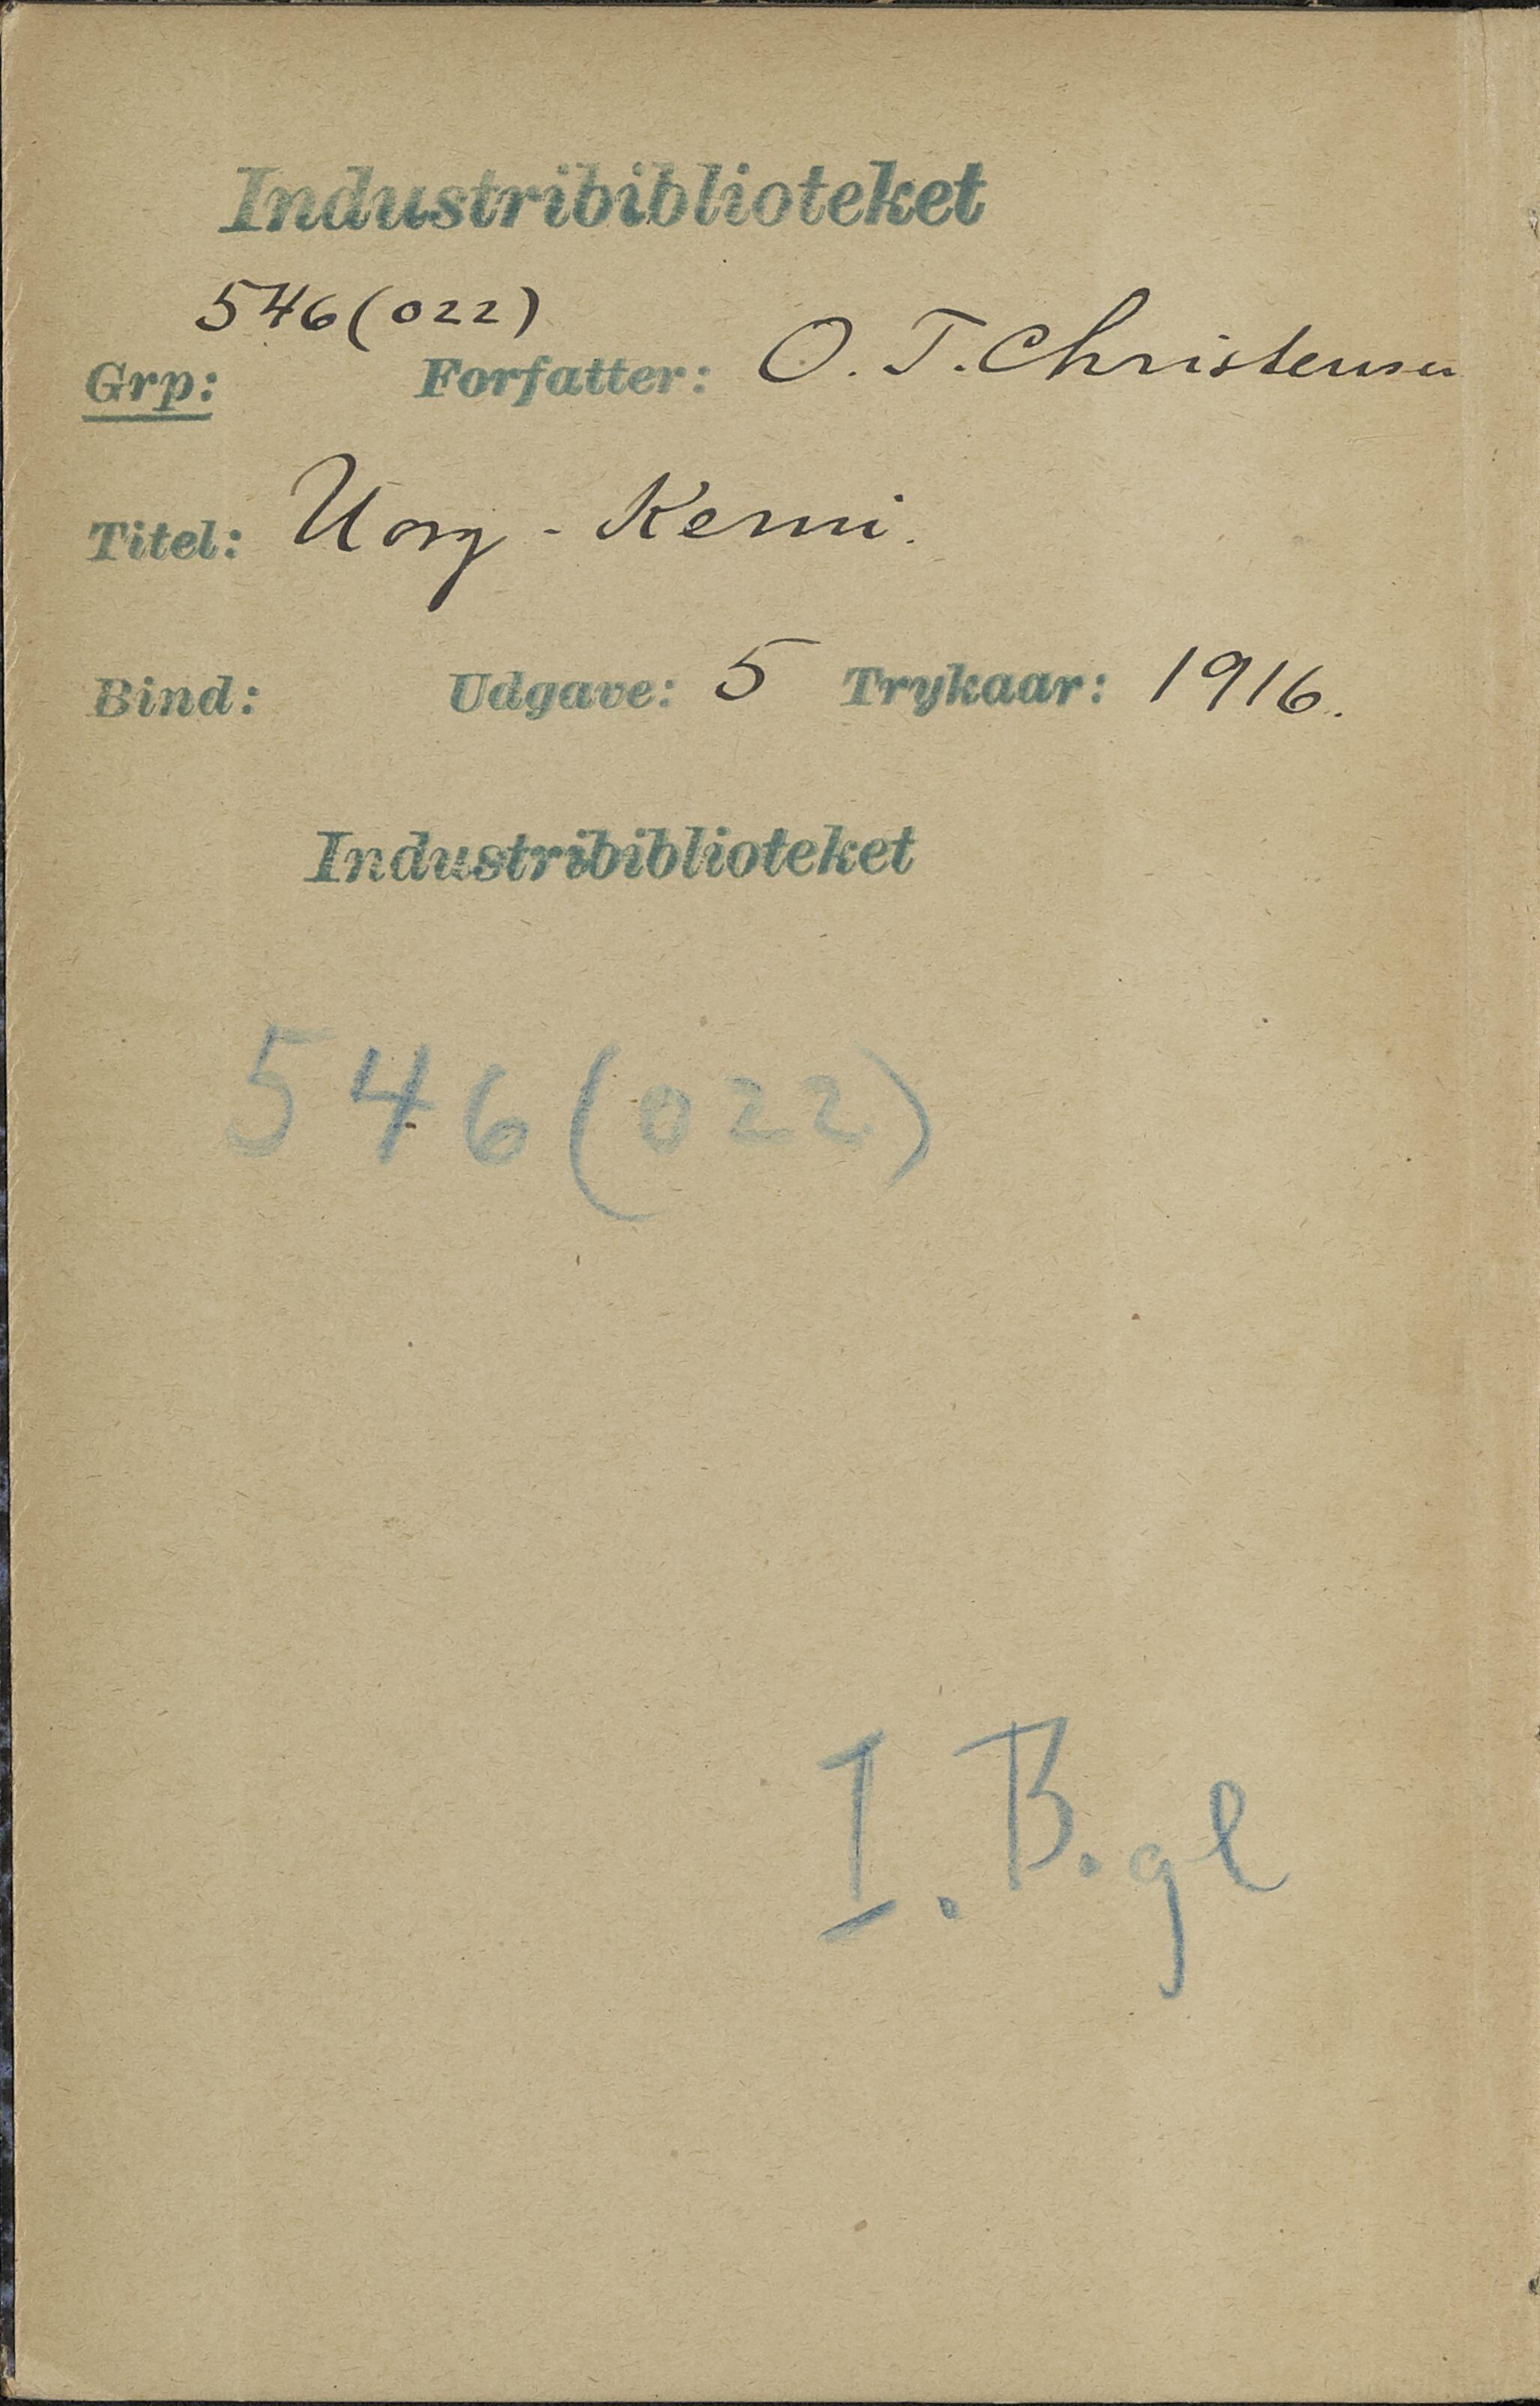 Industribiblioteket
546(022)
Grp: Forfatter: O. T. Christensen
Titel: Uorg - Kemi.
Bind: Udgave: 5 Trykaar: 1916.
Industribiblioteket
546(022)
I. B. gl